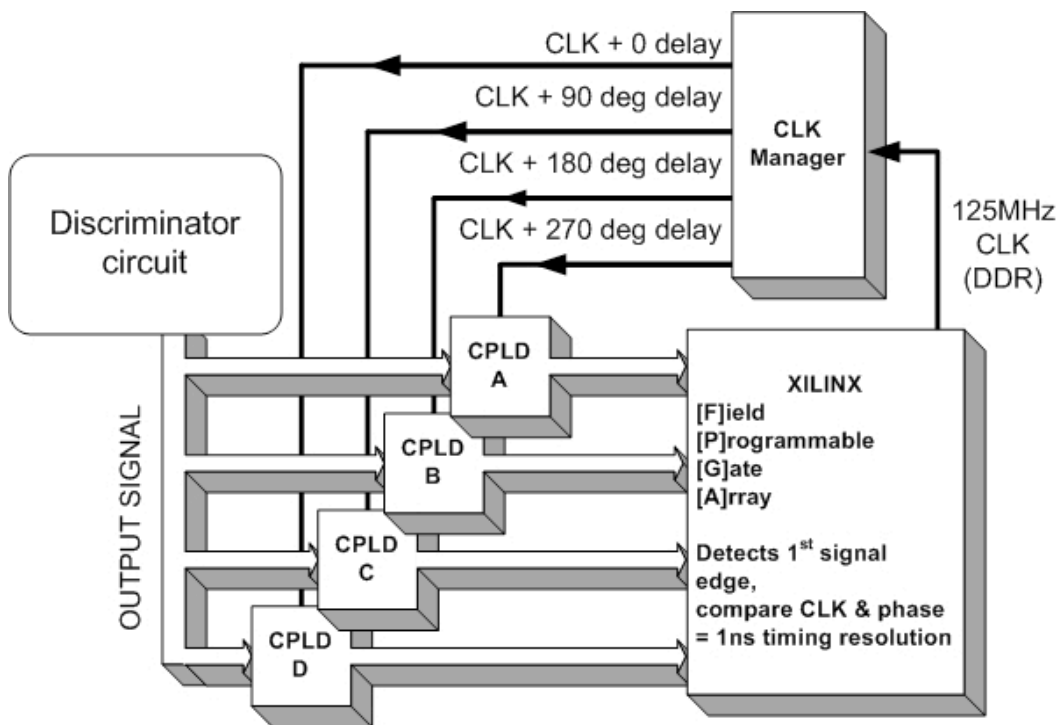 CLK + 0 delay
CLK + 90 deg delay
CLK + 180 deg delay
CLK + 270 deg delay
CLK
Manager
125MHz
CLK
(DDR)
Discriminator
circuit
OUTPUT SIGNAL
CPLD
A
CPLD
B
CPLD
C
CPLD
D
XILINX
[F]ield
[P]rogrammable
[G]ate
[A]rray
Detects 1st signal
edge,
compare CLK & phase
= 1ns timing resolution